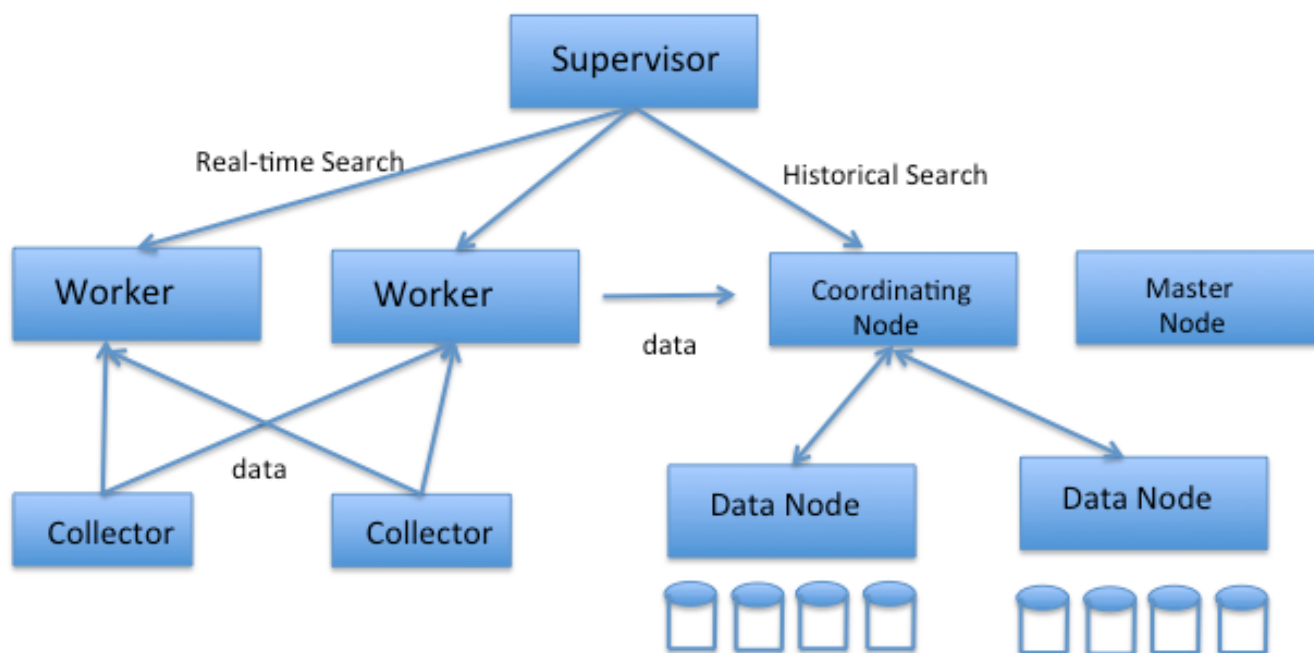 Supervisor
Real-time Search
Historical Search
Worker
Worker
Coordinating
Node
Master
Node
data
data
Collector
Collector
Data Node
Data Node